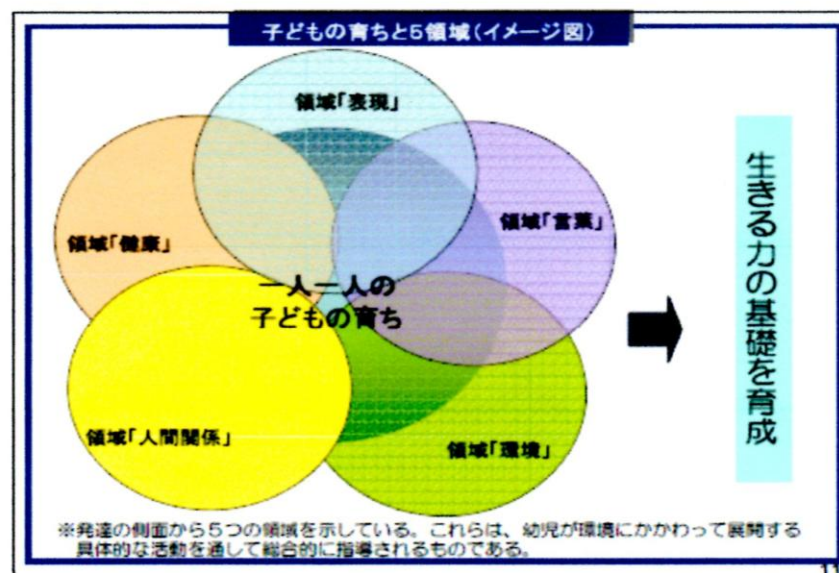 子どもの育ちと5領域(イメージ図)
領域「表現」
領域「言葉」
領域「健康」
一人一人の
子どもの育ち
領域「人間関係」
領域「環境」
生きる力の基礎を育成
※発達の側面から5つの領域を示している。これらは、幼児が環境にかかわって展開する
具体的な活動を通して総合的に指導されるものである。
11